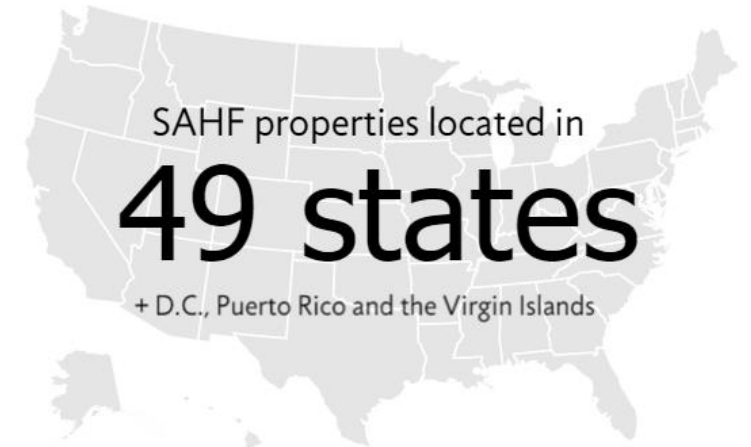 SAHF properties located in
49 states
+ D.C., Puerto Rico and the Virgin Islands